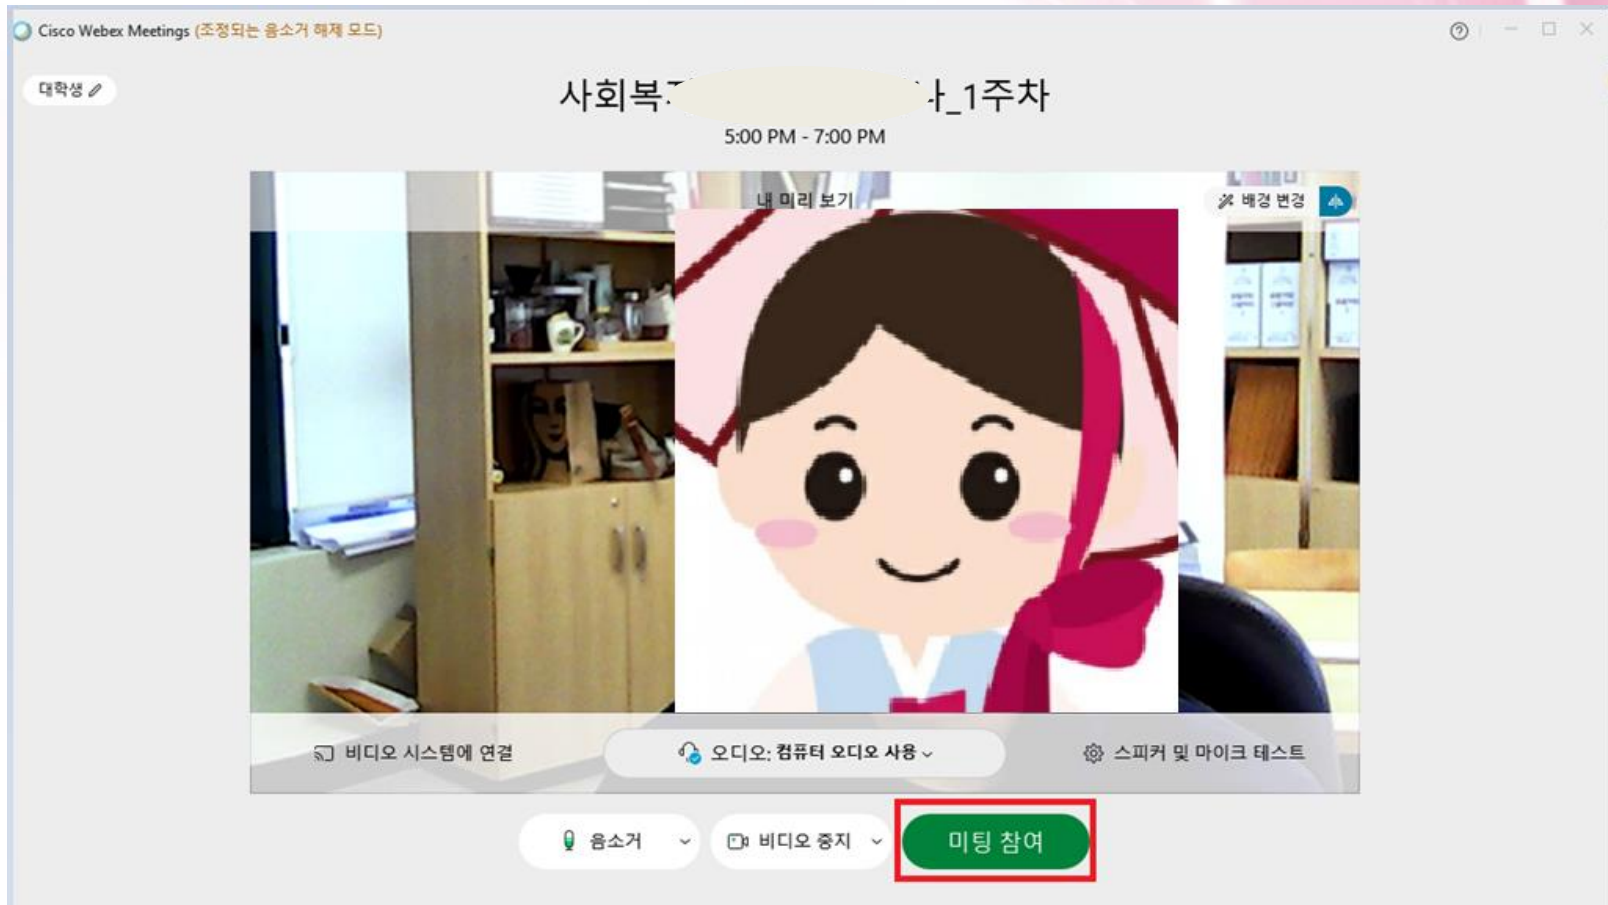 Cisco Webex Meetings (조정되는 음소거 해제 모드)
대학생
사회복 _1주차
5:00 PM - 7:00 PM
내 미리 보기
배경 변경
비디오 시스템에 연결
오디오: 컴퓨터 오디오 사용
스피커 및 마이크 테스트
음소거
비디오 중지
미팅 참여